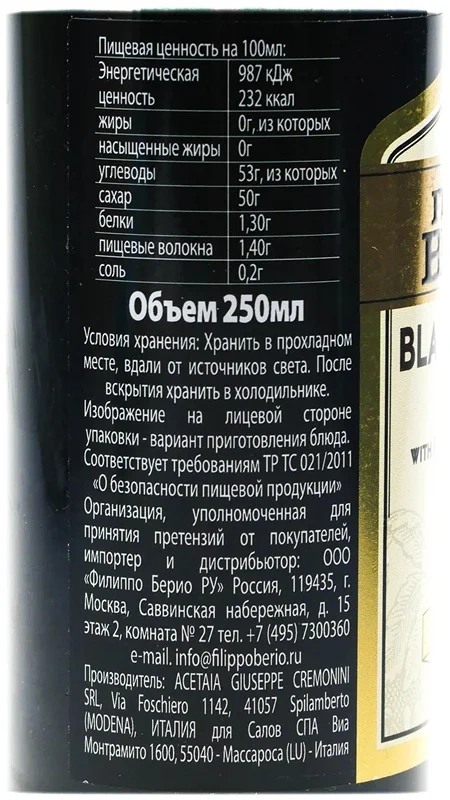 Пищевая ценность на 100мл:
Энергетическая 987 кДж
ценность 232 ккал
жиры 0г, из которых
насыщенные жиры 0г
углеводы 53г, из которых
сахар 50г
белки 1,30г
пищевые волокна 1,40г
соль 0,2г
Объем 250мл
Условия хранения: Хранить в прохладном
месте, вдали от источников света. После
вскрытия хранить в холодильнике.
Изображение на лицевой стороне
упаковки - вариант приготовления блюда.
Соответствует требованиям ТР ТС 021/2011
«О безопасности пищевой продукции»
Организация, уполномоченная для
принятия претензий от покупателей,
импортер и дистрибьютор: ООО
«Филиппо Берио РУ» Россия, 119435, г.
Москва, Саввинская набережная, д. 15
этаж 2, комната № 27 тел. +7 (495) 7300360
e-mail. info@filippoberio.ru
Производитель: ACETAIA GIUSEPPE CREMONINI
SRL, Via Foschiero 1142, 41057 Spilamberto
(MODENA), ИТАЛИЯ для Салов СПА Виа
Монтрамито 1600, 55040 - Массароса (LU) - Италия
BLA
WITH